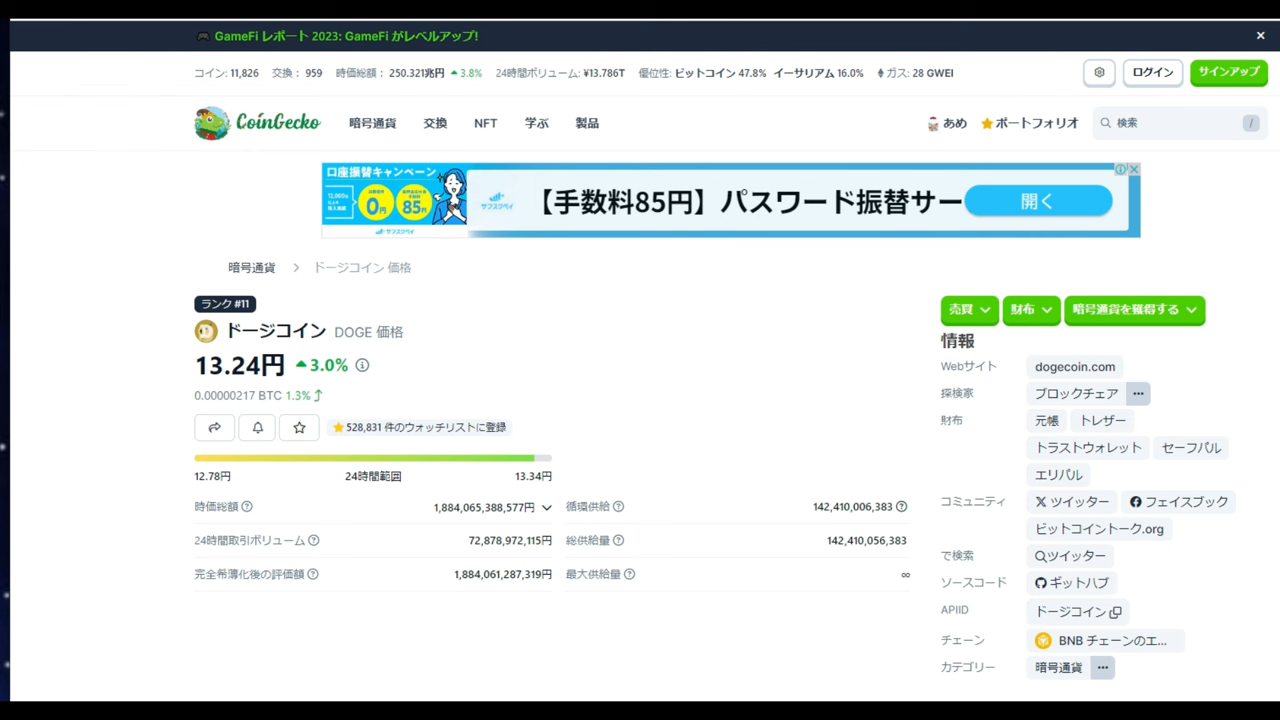 GameFi レポート 2023: GameFi がレベルアップ!
コイン: 11,826 交換： 959 時価総額： 250.321兆円 3.8% 24時間ボリューム: ¥13.786T 優位性: ビットコイン 47.8% イーサリアム 16.0% ガス: 28 GWEI
ログイン サインアップ
CoinGecko 暗号通貨 交換 NFT 学ぶ 製品 あめ ポートフォリオ 検索 /
口座振替キャンペーン
0円 85円
サブスクペイ
【手数料85円】パスワード振替サー
開く
サブスクペイ
暗号通貨 > ドージコイン 価格
ランク #11
ドージコイン DOGE 価格
13.24円 3.0%
0.00000217 BTC 1.3%
528,831 件のウォッチリストに登録
12.78円 24時間範囲 13.34円
時価総額 1,884,065,388,577円 循環供給 142,410,006,383
24時間取引ボリューム 72,878,972,115円 総供給量 142,410,056,383
完全希薄化後の評価額 1,884,061,287,319円 最大供給量 ∞
売買 財布 暗号通貨を獲得する
情報
Webサイト dogecoin.com
探検家 ブロックチェア
財布 元帳 トレザー
トラストウォレット セーフパル
エリパル
コミュニティ ツイッター フェイスブック
ビットコイントーク.org
で検索 ツイッター
ソースコード ギットハブ
APIID ドージコイン
チェーン BNB チェーンのエ...
カテゴリー 暗号通貨